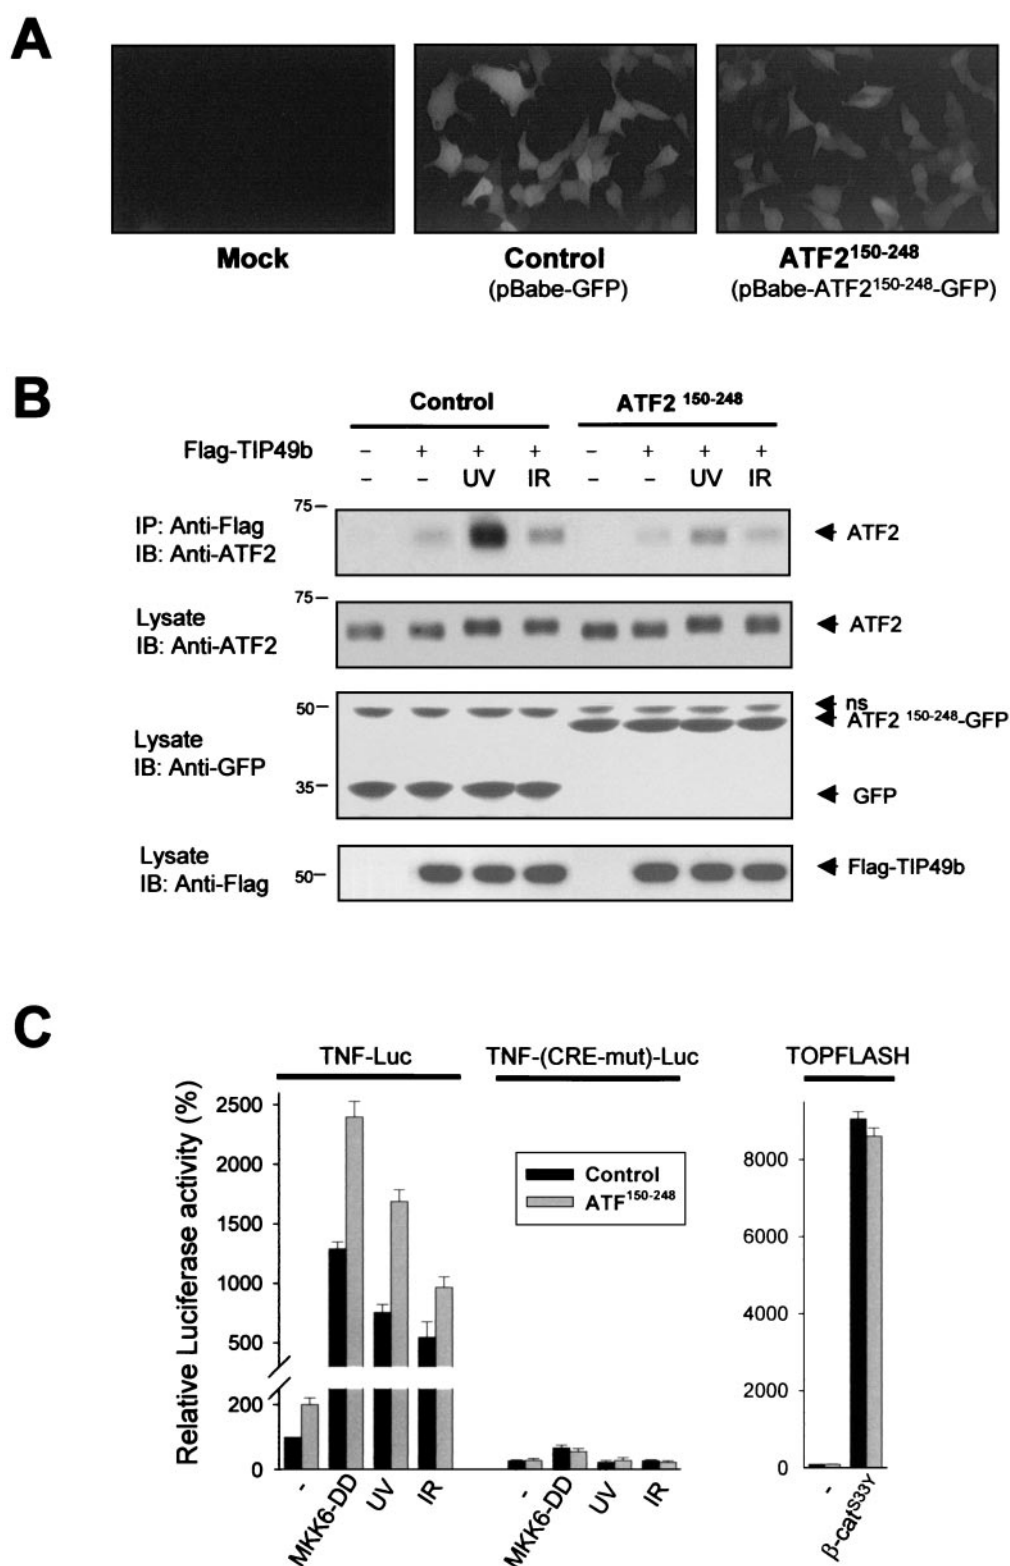 A
Mock
Control
(pBabe-GFP)
ATF2150-248
(pBabe-ATF2150-248-GFP)
B
Control ATF2 150-248
Flag-TIP49b - + + + - + + +
- - UV IR - - UV IR
75
IP: Anti-Flag
IB: Anti-ATF2
ATF2
75
Lysate
IB: Anti-ATF2
ATF2
50
35
Lysate
IB: Anti-GFP
ns
ATF2 150-248-GFP
GFP
Lysate
IB: Anti-Flag
50
Flag-TIP49b
C
TNF-Luc TNF-(CRE-mut)-Luc TOPFLASH
Relative Luciferase activity (%)
2500
2000
1500
1000
500
200
0
Control
ATF150-248
8000
6000
4000
2000
0
- MKK6-DD UV IR
- MKK6-DD UV IR
- β-catS33Y